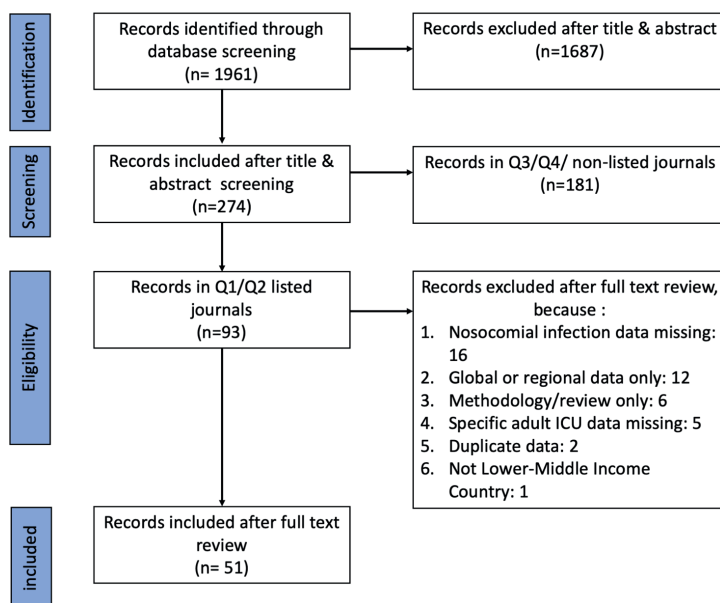 Identification
Records identified through
database screening
(n= 1961)
Records excluded after title & abstract
(n=1687)
Screening
Records included after title &
abstract screening
(n=274)
Records in Q3/Q4/ non-listed journals
(n=181)
Eligibility
Records in Q1/Q2 listed
journals
(n=93)
Records excluded after full text review,
because :
1. Nosocomial infection data missing:
16
2. Global or regional data only: 12
3. Methodology/review only: 6
4. Specific adult ICU data missing: 5
5. Duplicate data: 2
6. Not Lower-Middle Income
Country: 1
included
Records included after full text
review
(n= 51)